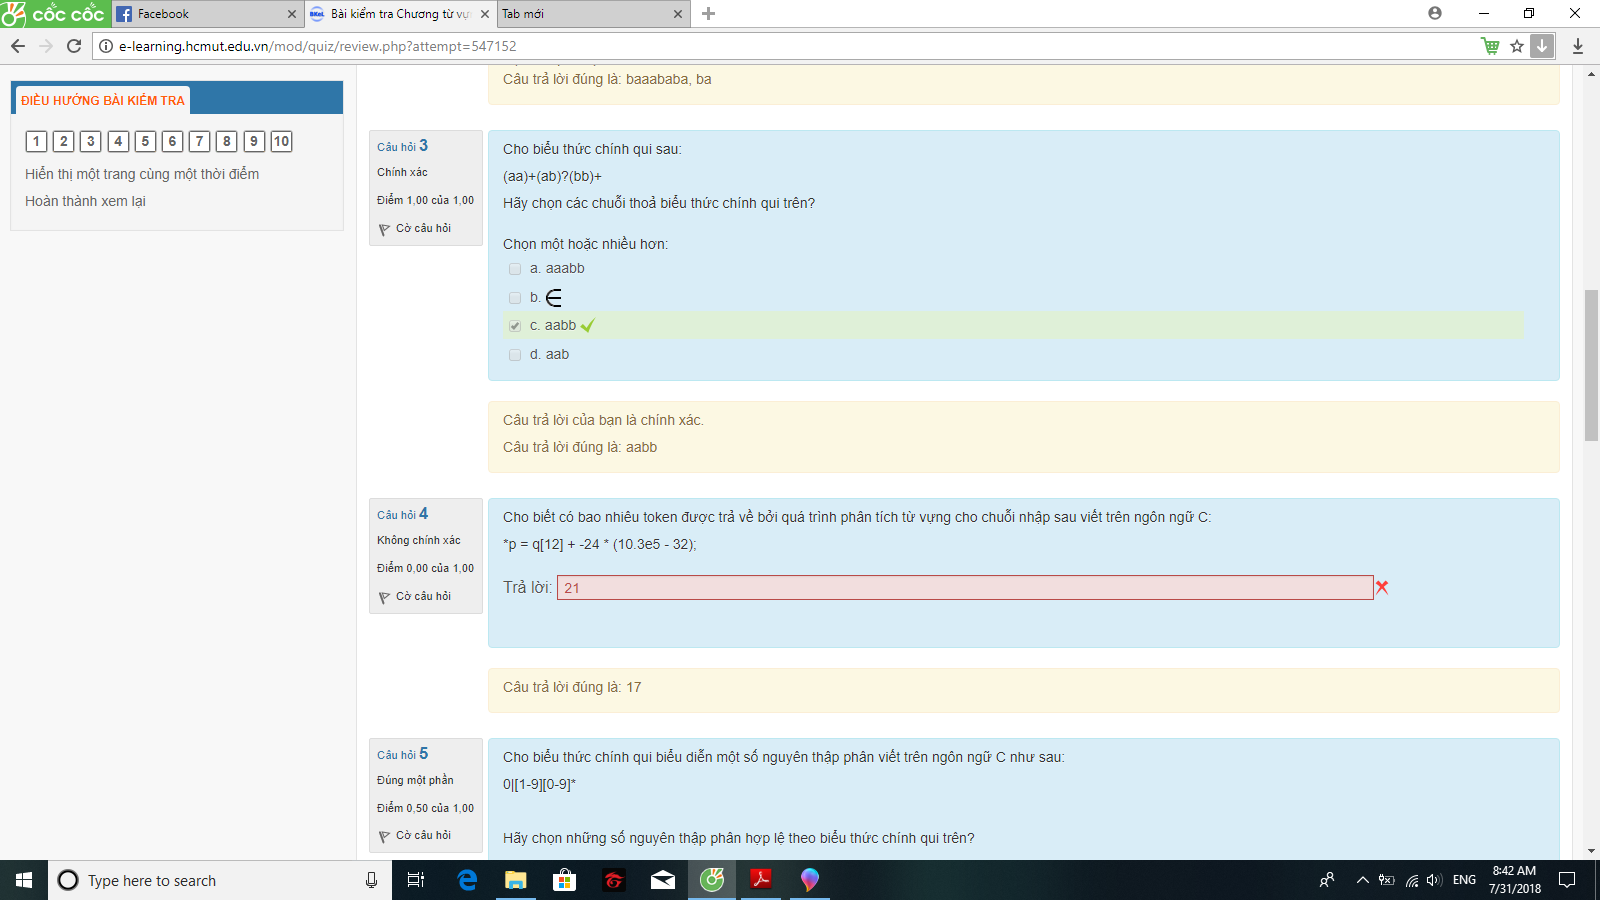 cốc cốc
Facebook
Bài kiểm tra Chương từ vự
Tab mới
e-learning.hcmut.edu.vn/mod/quiz/review.php?attempt=547152
ĐIỀU HƯỚNG BÀI KIỂM TRA
1 2 3 4 5 6 7 8 9 10
Hiển thị một trang cùng một thời điểm
Hoàn thành xem lại
Câu trả lời đúng là: baaababa, ba
Câu hỏi 3
Chính xác
Điểm 1,00 của 1,00
Cờ câu hỏi
Cho biểu thức chính qui sau:
(aa)+(ab)?(bb)+
Hãy chọn các chuỗi thoả biểu thức chính qui trên?
Chọn một hoặc nhiều hơn:
a. aaabb
b. ∈
c. aabb
d. aab
Câu trả lời của bạn là chính xác.
Câu trả lời đúng là: aabb
Câu hỏi 4
Không chính xác
Điểm 0,00 của 1,00
Cờ câu hỏi
Cho biết có bao nhiêu token được trả về bởi quá trình phân tích từ vựng cho chuỗi nhập sau viết trên ngôn ngữ C:
*p = q[12] + -24 * (10.3e5 - 32);
Trả lời: 21
Câu trả lời đúng là: 17
Câu hỏi 5
Đúng một phần
Điểm 0,50 của 1,00
Cờ câu hỏi
Cho biểu thức chính qui biểu diễn một số nguyên thập phân viết trên ngôn ngữ C như sau:
0|[1-9][0-9]*
Hãy chọn những số nguyên thập phân hợp lệ theo biểu thức chính qui trên?
Type here to search
ENG
8:42 AM
7/31/2018